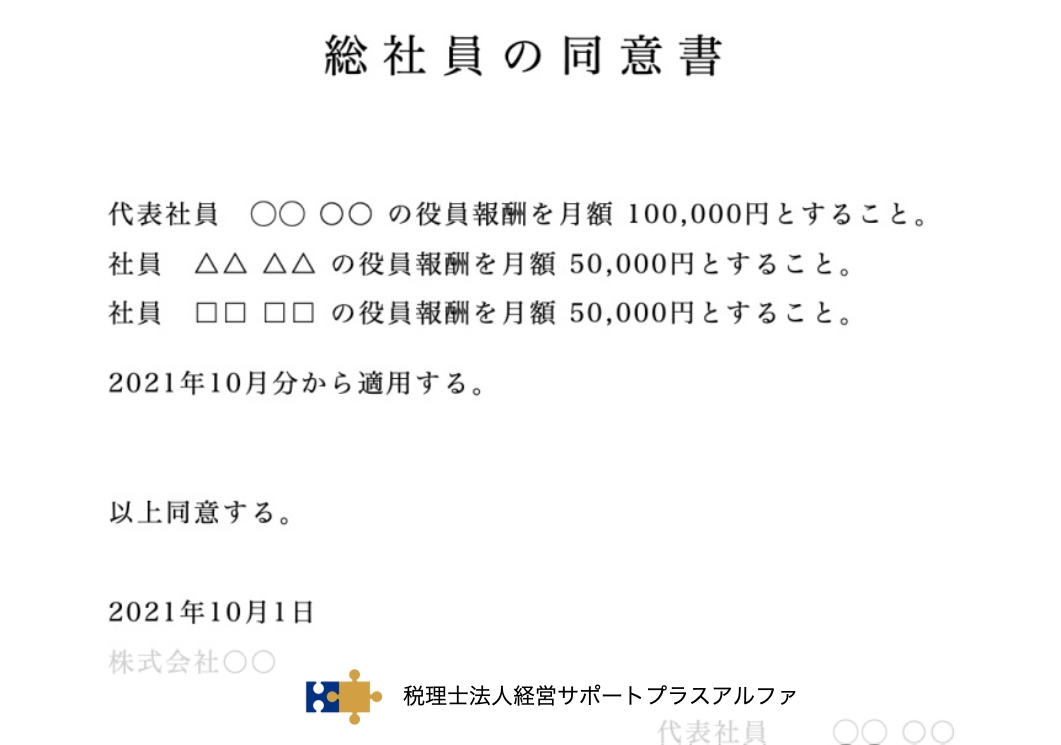 総社員の同意書
代表社員　〇〇 〇〇 の役員報酬を月額 100,000円とすること。
社員　△△ △△ の役員報酬を月額 50,000円とすること。
社員　□□ □□ の役員報酬を月額 50,000円とすること。
2021年10月分から適用する。
以上同意する。
2021年10月1日
株式会社〇〇
税理士法人経営サポートプラスアルファ
代表社員　〇〇 〇〇